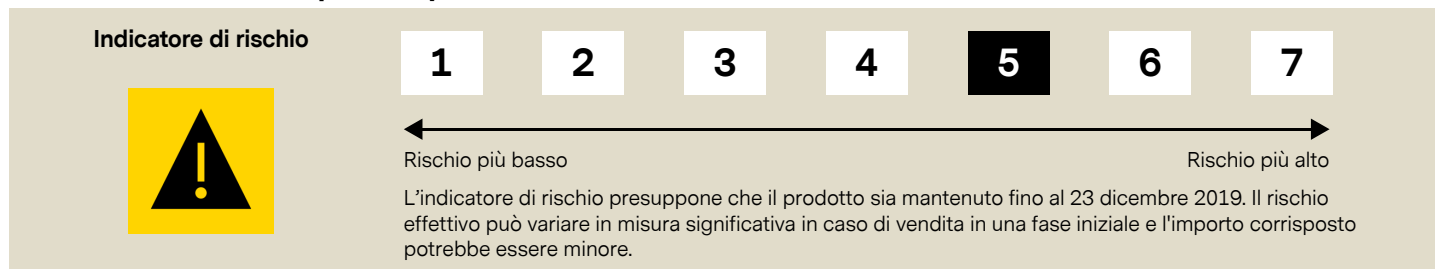 Indicatore di rischio
1 2 3 4 5 6 7
Rischio più basso Rischio più alto
L'indicatore di rischio presuppone che il prodotto sia mantenuto fino al 23 dicembre 2019. Il rischio
effettivo può variare in misura significativa in caso di vendita in una fase iniziale e l'importo corrisposto
potrebbe essere minore.